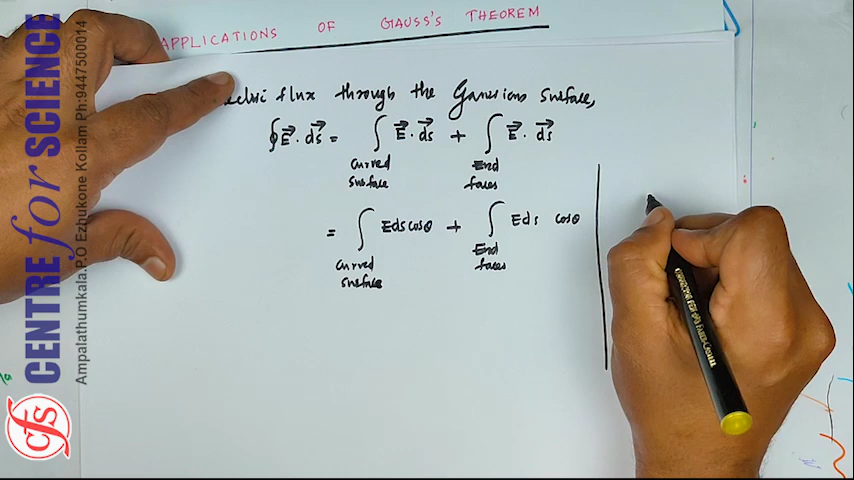 APPLICATIONS OF GAUSS'S THEOREM
flux through the Gaussian surface,
∮E⃗. ds⃗ = ∫ E⃗. ds⃗ + ∫ E⃗. ds⃗
curved surface End faces
= ∫ Eds cosθ + ∫ Eds cosθ
curved surface End faces
CENTRE for SCIENCE
Ampalathumkala.P.O Ezhukone Kollam Ph:9447500014
cfs